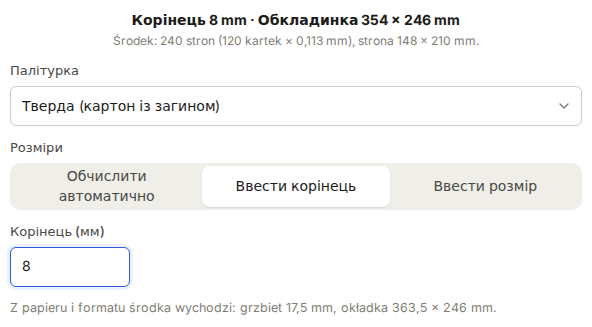 Корінець 8 mm · Обкладинка 354 × 246 mm
Środek: 240 stron (120 kartek × 0,113 mm), strona 148 × 210 mm.
Палітурка
Тверда (картон із загином)
Розміри
Обчислити
автоматично
Ввести корінець
Ввести розмір
Корінець (мм)
8
Z papieru i formatu środka wychodzi: grzbiet 17,5 mm, okładka 363,5 × 246 mm.